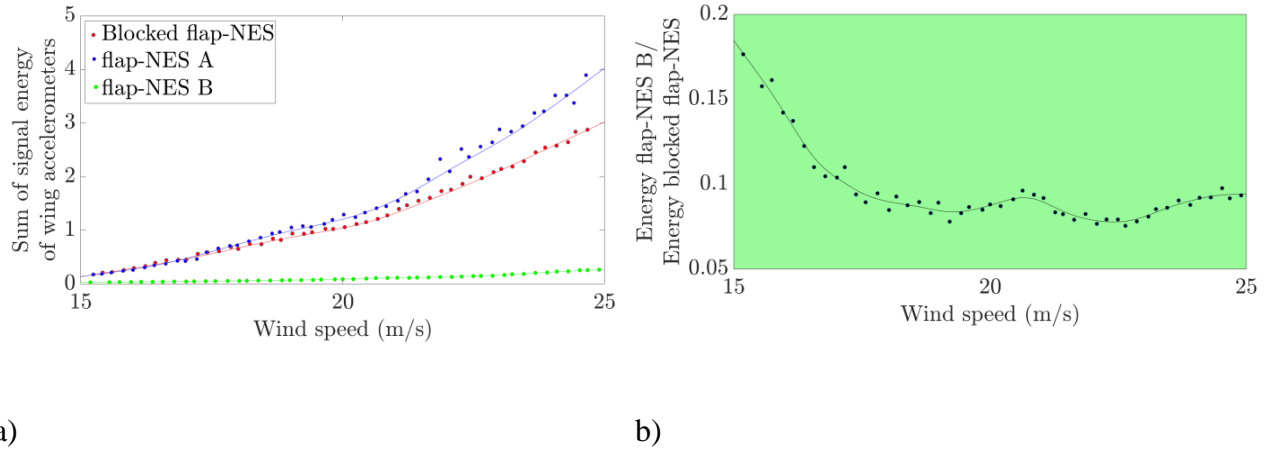 5
4
3
2
1
0
Sum of signal energy
of wing accelerometers
Blocked flap-NES
flap-NES A
flap-NES B
15
20
25
Wind speed (m/s)
0.2
0.15
0.1
0.05
Energy flap-NES B/
Energy blocked flap-NES
15
20
25
Wind speed (m/s)
a)
b)